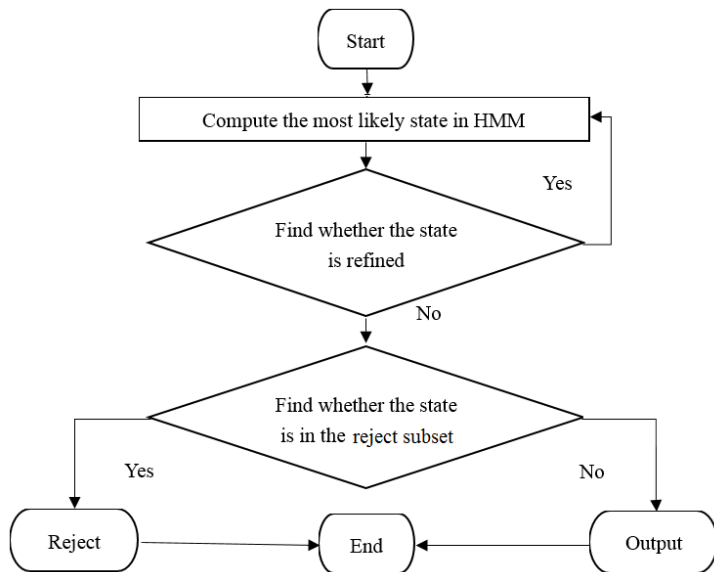 Start
Compute the most likely state in HMM
Yes
Find whether the state
is refined
No
Find whether the state
is in the reject subset
Yes
No
Reject
End
Output